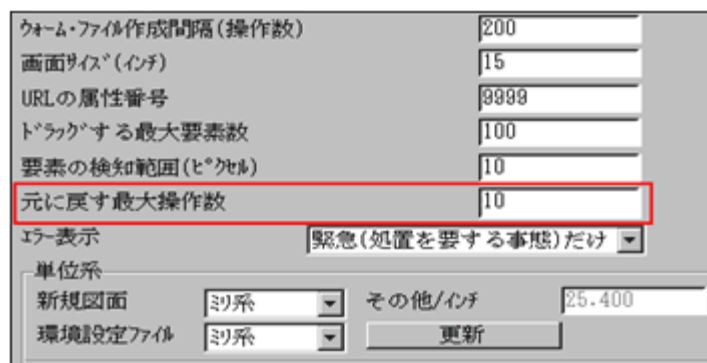 ｳｫｰﾑ･ﾌｧｲﾙ作成間隔(操作数) 200
画面ｻｲｽﾞ(ｲﾝﾁ) 15
URLの属性番号 9999
ﾄﾞﾗｯｸﾞする最大要素数 100
要素の検知範囲(ﾋﾟｸｾﾙ) 10
元に戻す最大操作数 10
ｴﾗｰ表示 緊急(処置を要する事態)だけ
単位系
新規図面 ﾐﾘ系 その他/ｲﾝﾁ 25.400
環境設定ﾌｧｲﾙ ﾐﾘ系 更新